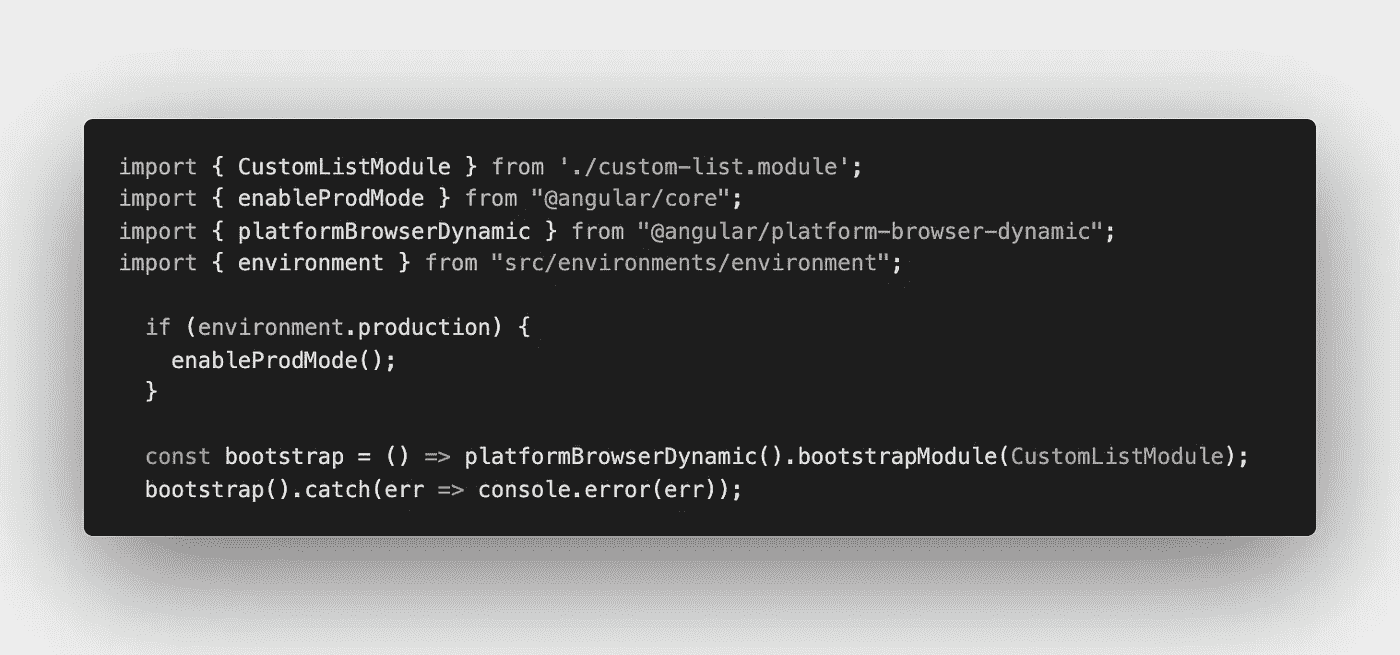 import { CustomListModule } from './custom-list.module';
import { enableProdMode } from "@angular/core";
import { platformBrowserDynamic } from "@angular/platform-browser-dynamic";
import { environment } from "src/environments/environment";

  if (environment.production) {
    enableProdMode();
  }

  const bootstrap = () => platformBrowserDynamic().bootstrapModule(CustomListModule);
  bootstrap().catch(err => console.error(err));